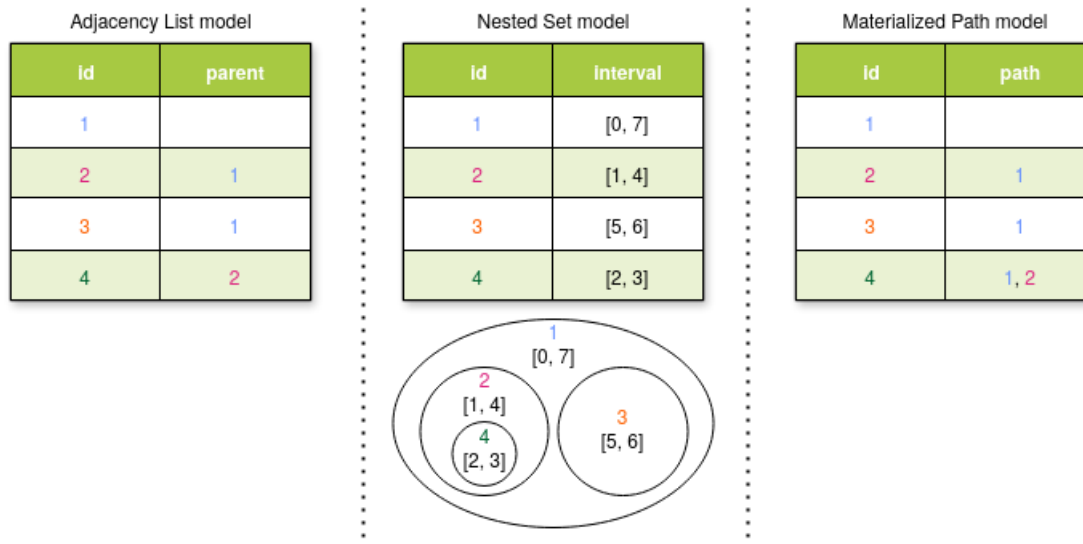 Adjacency List model
id parent
1
2 1
3 1
4 2
Nested Set model
id interval
1 [0, 7]
2 [1, 4]
3 [5, 6]
4 [2, 3]
1
[0, 7]
2
[1, 4]
4
[2, 3]
3
[5, 6]
Materialized Path model
id path
1
2 1
3 1
4 1, 2